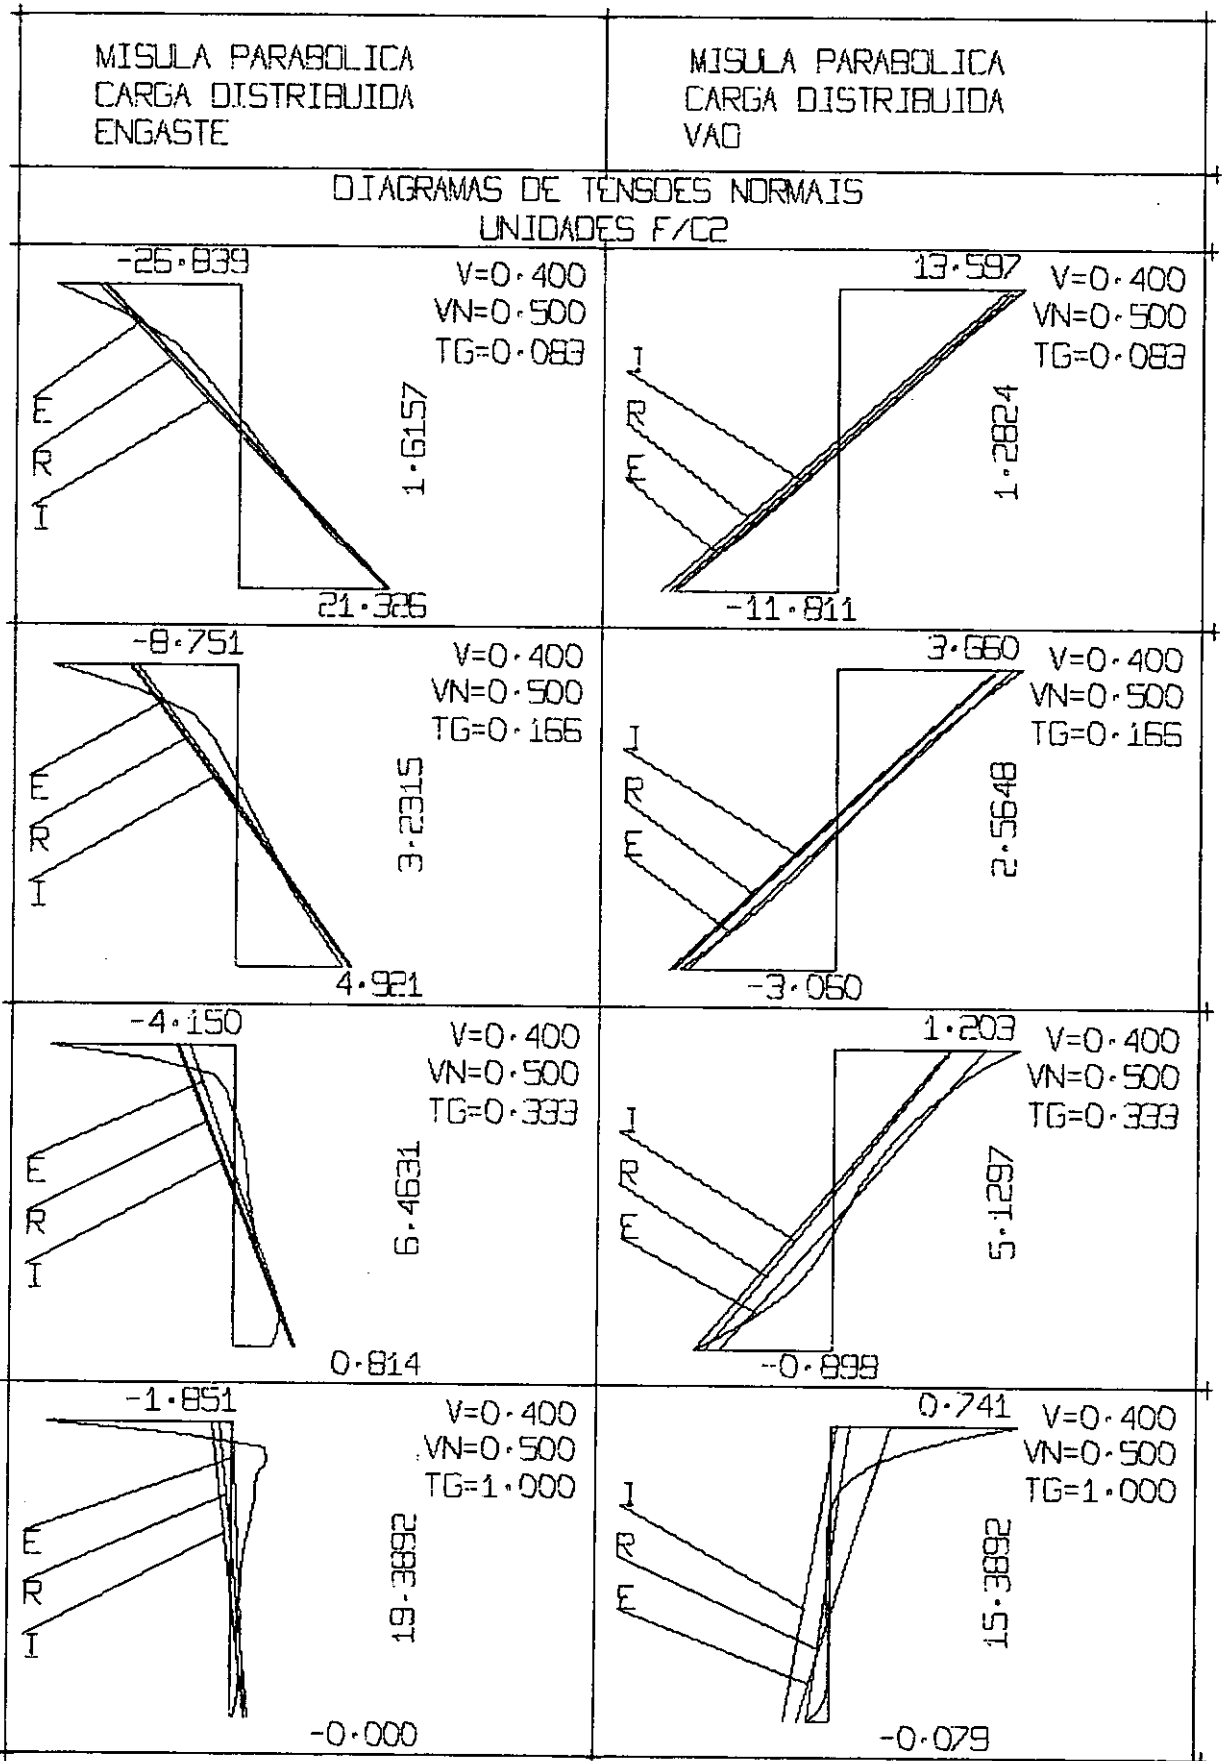 MISULA PARABOLICA
CARGA DISTRIBUIDA
ENGASTE
MISULA PARABOLICA
CARGA DISTRIBUIDA
VAO
DIAGRAMAS DE TENSOES NORMAIS
UNIDADES F/C2
-26.839
V=0.400
VN=0.500
TG=0.083
E
R
I
1.6157
21.326
13.597
V=0.400
VN=0.500
TG=0.083
I
R
E
1.2824
-11.811
-8.751
V=0.400
VN=0.500
TG=0.166
E
R
I
3.2315
4.921
3.660
V=0.400
VN=0.500
TG=0.166
I
R
E
2.5648
-3.060
-4.150
V=0.400
VN=0.500
TG=0.333
E
R
I
6.4631
0.814
1.203
V=0.400
VN=0.500
TG=0.333
I
R
E
5.1297
-0.899
-1.851
V=0.400
VN=0.500
TG=1.000
E
R
I
19.3892
-0.000
0.741
V=0.400
VN=0.500
TG=1.000
I
R
E
15.3892
-0.079